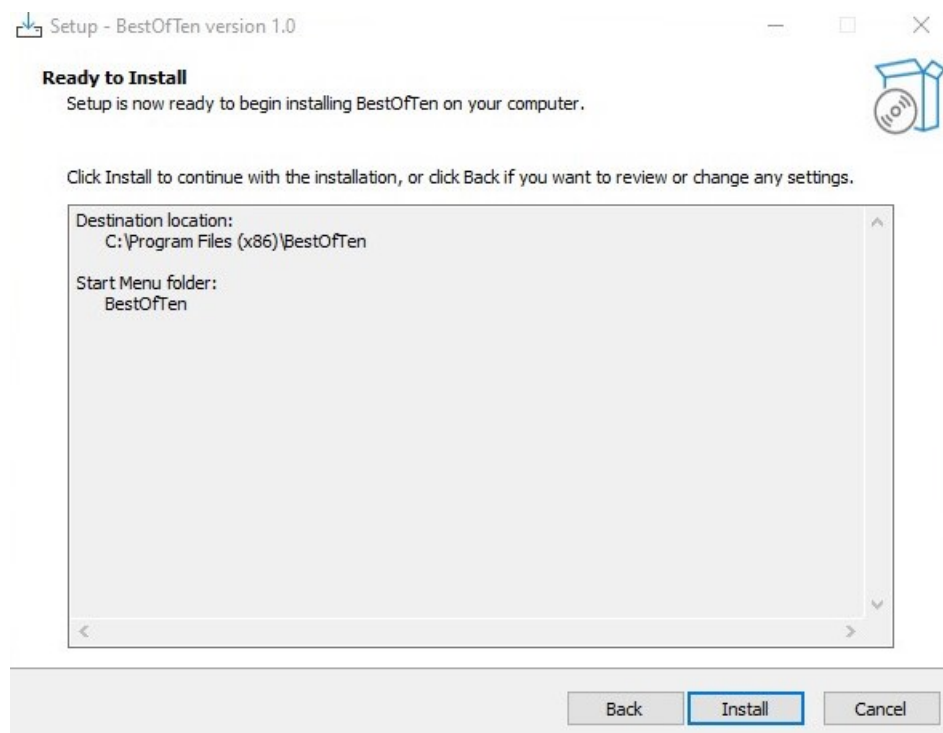 Setup - BestOfTen version 1.0
Ready to Install
Setup is now ready to begin installing BestOfTen on your computer.
Click Install to continue with the installation, or click Back if you want to review or change any settings.
Destination location:
C:\Program Files (x86)\BestOfTen
Start Menu folder:
BestOfTen
Back Install Cancel